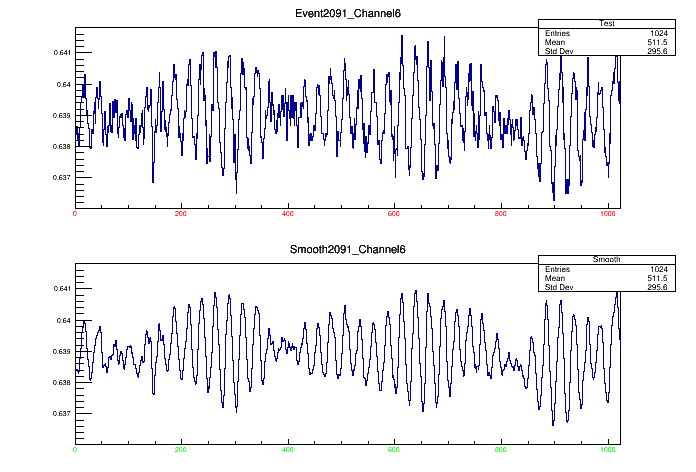 Event2091_Channel6
Test
Entries 1024
Mean 511.5
Std Dev 295.6
0.641
0.64
0.639
0.638
0.637
0 200 400 600 800 1000
Smooth2091_Channel6
Smooth
Entries 1024
Mean 511.5
Std Dev 295.6
0.641
0.64
0.639
0.638
0.637
0 200 400 600 800 1000